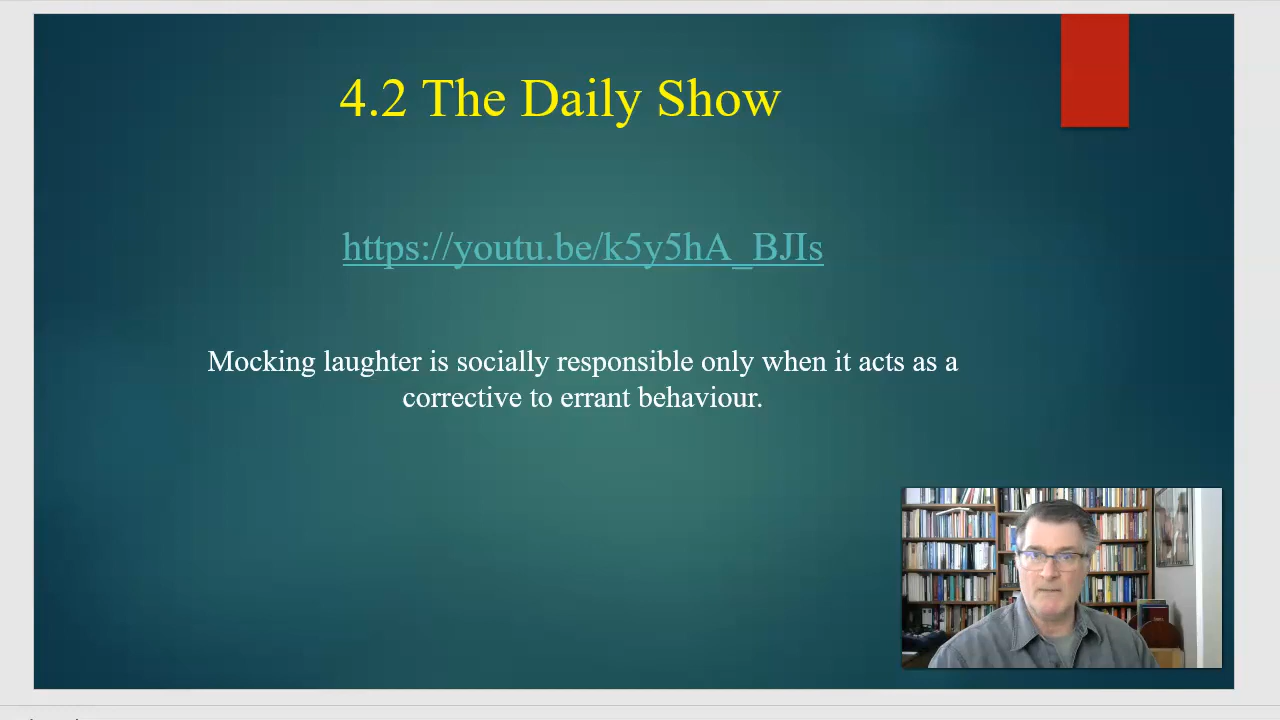 4.2 The Daily Show
https://youtu.be/k5y5hA_BJIs
Mocking laughter is socially responsible only when it acts as a
corrective to errant behaviour.